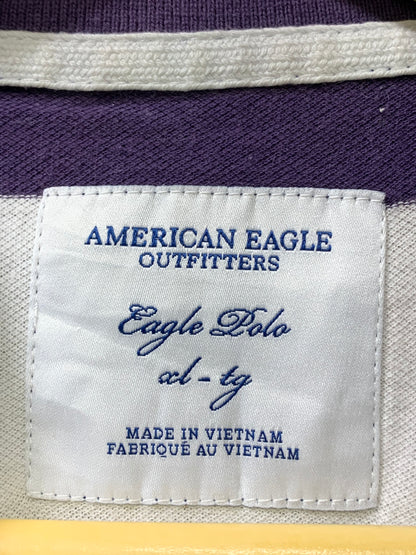 AMERICAN EAGLE
OUTFITTERS
Eagle Polo
xl - tg
MADE IN VIETNAM
FABRIQUÉ AU VIETNAM